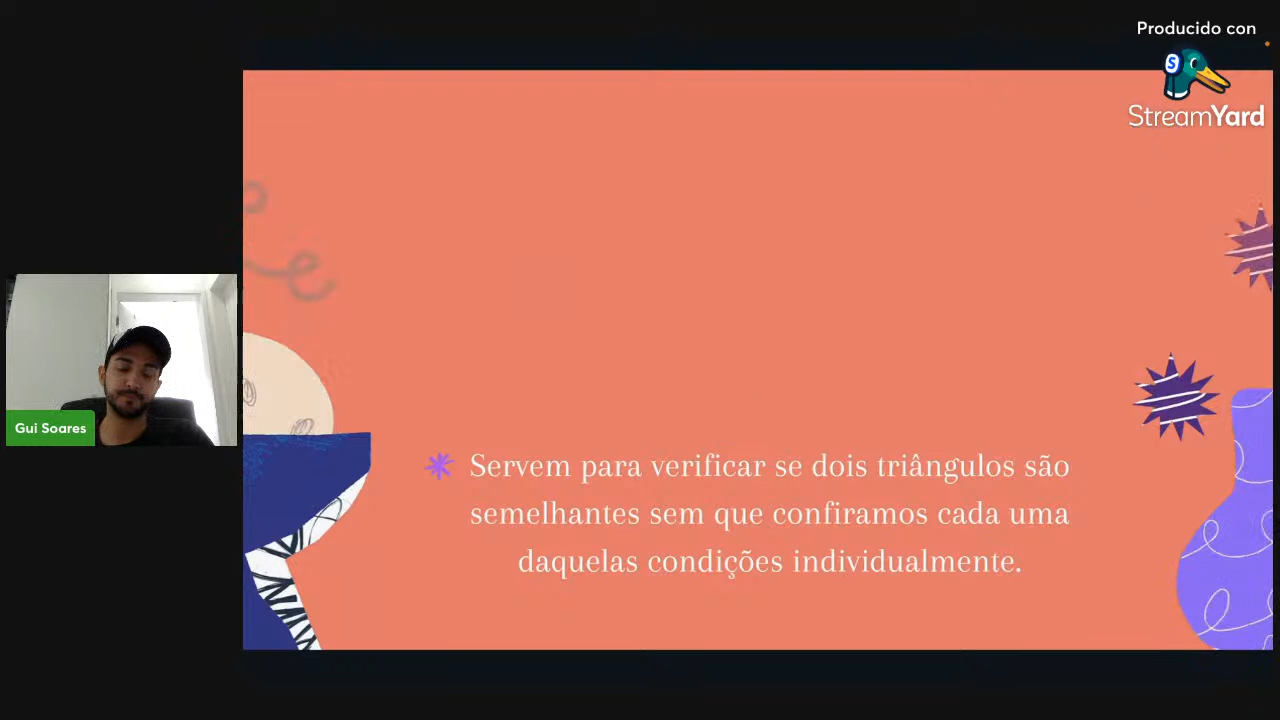 Producido con
StreamYard
Servem para verificar se dois triângulos são
semelhantes sem que confiramos cada uma
daquelas condições individualmente.
Gui Soares